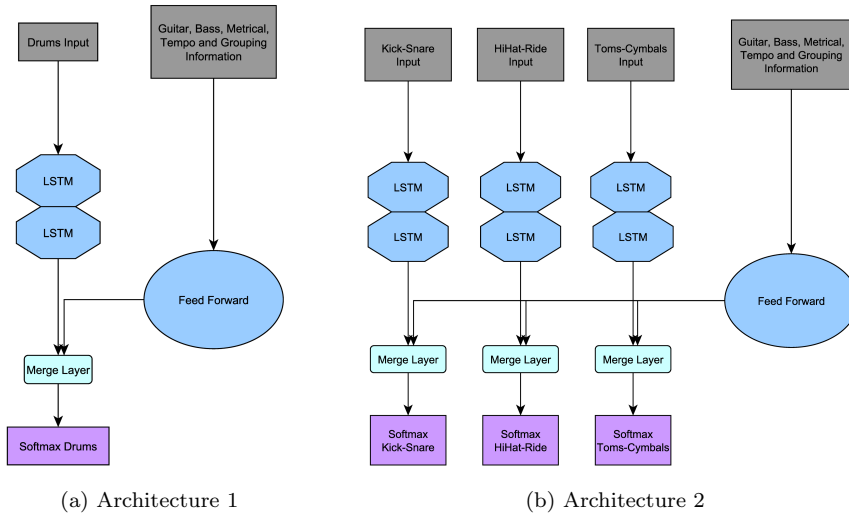 Drums Input
Guitar, Bass, Metrical,
Tempo and Grouping
Information
LSTM
LSTM
Feed Forward
Merge Layer
Softmax Drums
(a) Architecture 1
Kick-Snare
Input
HiHat-Ride
Input
Toms-Cymbals
Input
Guitar, Bass, Metrical,
Tempo and Grouping
Information
LSTM
LSTM
LSTM
LSTM
LSTM
LSTM
Feed Forward
Merge Layer
Merge Layer
Merge Layer
Softmax
Kick-Snare
Softmax
HiHat-Ride
Softmax
Toms-Cymbals
(b) Architecture 2